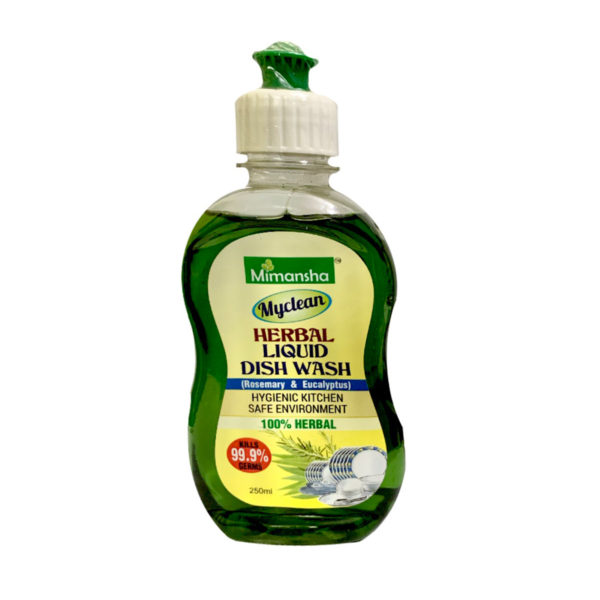 Mimansha
TM
Myclean
HERBAL
LIQUID
DISH WASH
(Rosemary & Eucalyptus)
HYGIENIC KITCHEN
SAFE ENVIRONMENT
100% HERBAL
KILLS
99.9%
GERMS
250ml